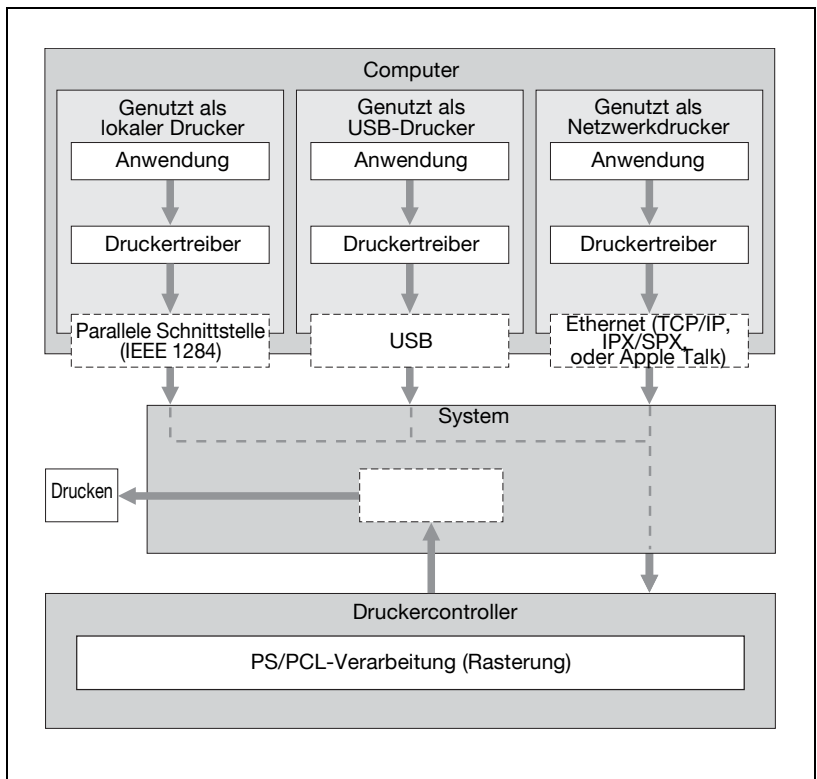 Computer
Genutzt als
lokaler Drucker
Anwendung
Druckertreiber
Parallele Schnittstelle
(IEEE 1284)
Genutzt als
USB-Drucker
Anwendung
Druckertreiber
USB
Genutzt als
Netzwerkdrucker
Anwendung
Druckertreiber
Ethernet (TCP/IP,
IPX/SPX,
oder Apple Talk)
System
Drucken
Druckercontroller
PS/PCL-Verarbeitung (Rasterung)